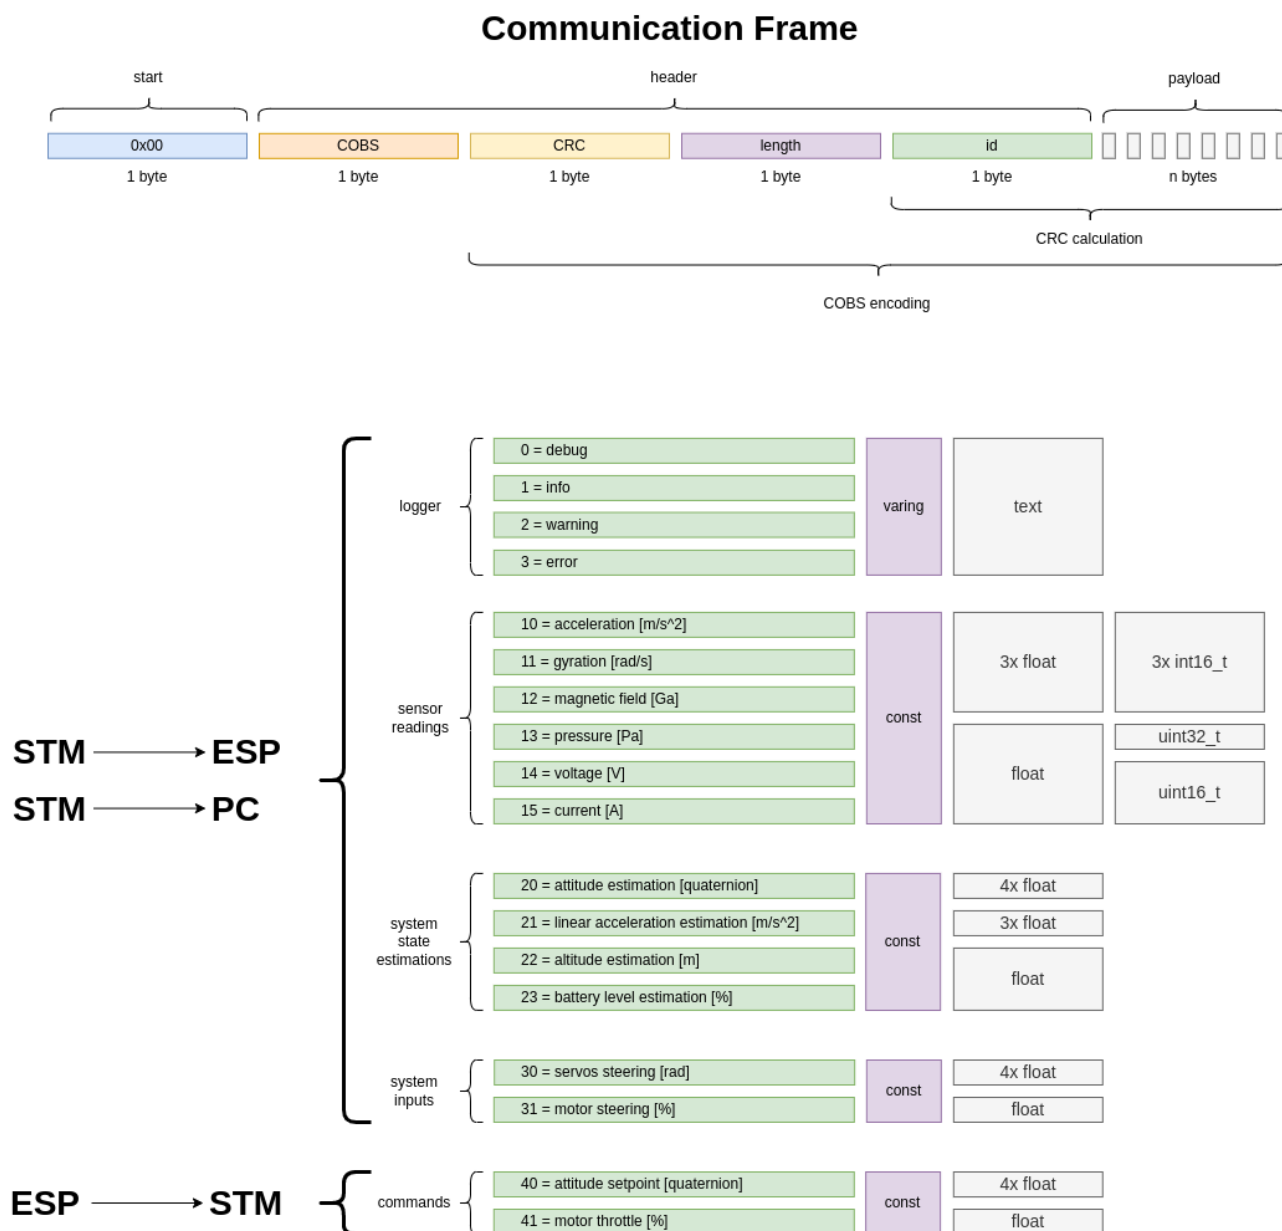 Communication Frame
start
header
payload
0x00
COBS
CRC
length
id
1 byte
1 byte
1 byte
1 byte
1 byte
n bytes
CRC calculation
COBS encoding
STM
ESP
STM
PC
logger
0 = debug
1 = info
2 = warning
3 = error
varing
text
sensor
readings
10 = acceleration [m/s^2]
11 = gyration [rad/s]
12 = magnetic field [Ga]
13 = pressure [Pa]
14 = voltage [V]
15 = current [A]
const
3x float
float
3x int16_t
uint32_t
uint16_t
system
state
estimations
20 = attitude estimation [quaternion]
21 = linear acceleration estimation [m/s^2]
22 = altitude estimation [m]
23 = battery level estimation [%]
const
4x float
3x float
float
system
inputs
30 = servos steering [rad]
31 = motor steering [%]
const
4x float
float
ESP
STM
commands
40 = attitude setpoint [quaternion]
41 = motor throttle [%]
const
4x float
float